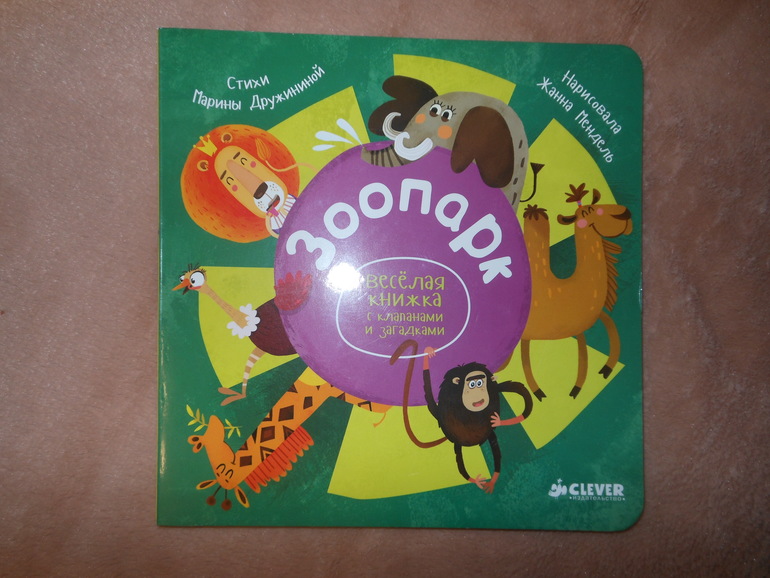 Стихи
Марины Дружининой
Нарисовала
Жанна Мендель
Зоопарк
весёлая
книжка
с клапанами
и загадками
CLEVER
издательство